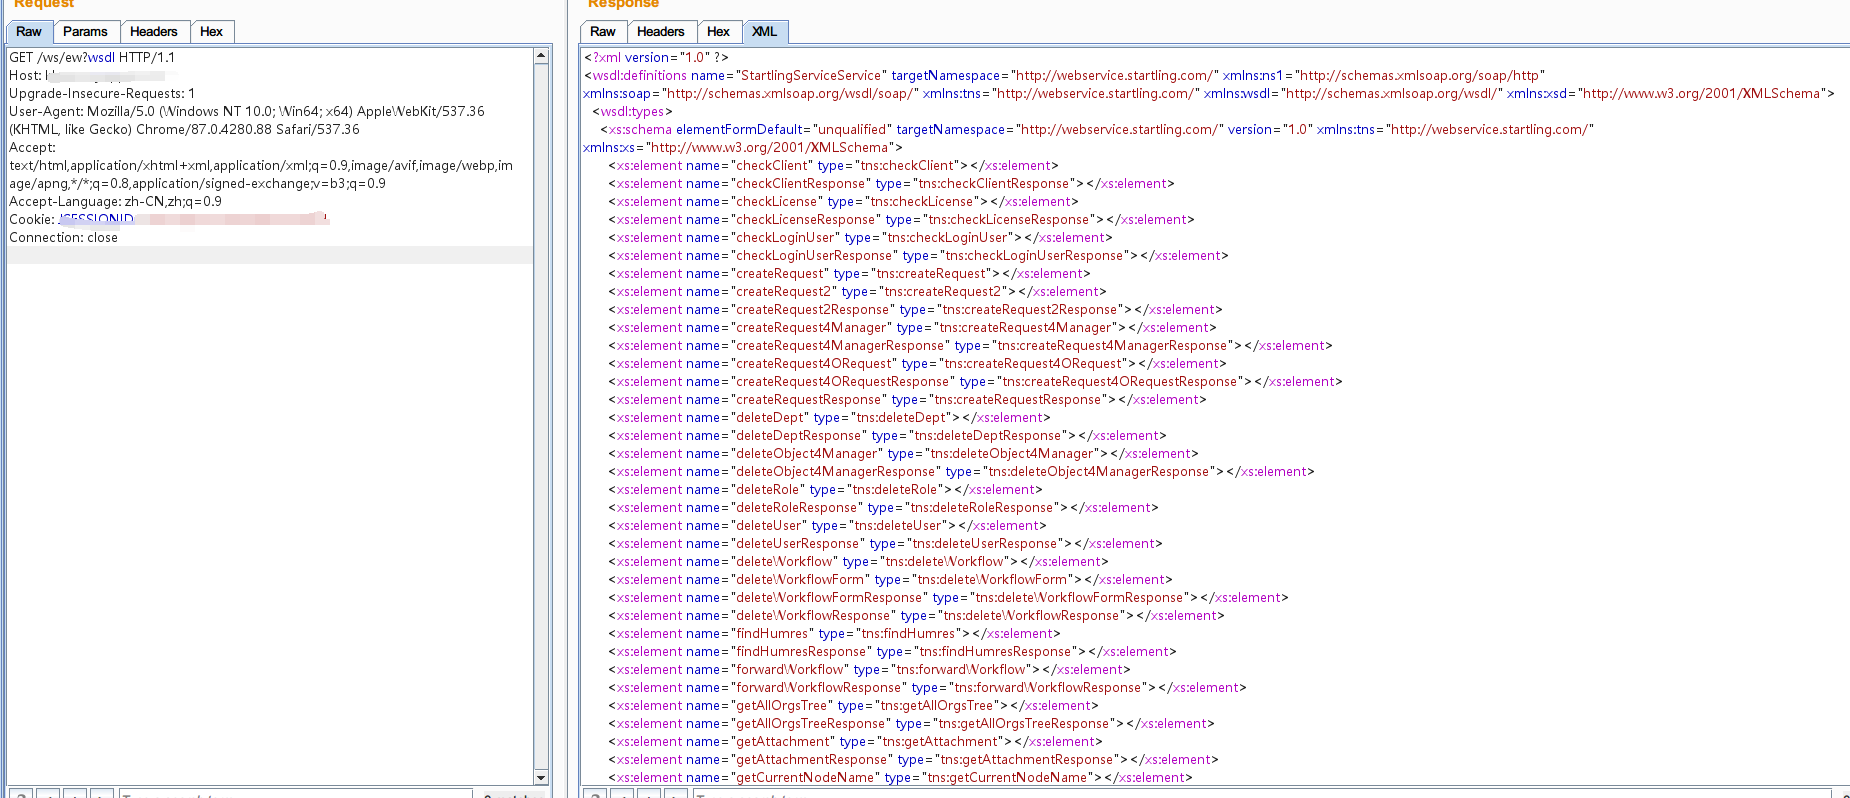 Request
Raw Params Headers Hex
GET /ws/ew?wsdl HTTP/1.1
Host:
Upgrade-Insecure-Requests: 1
User-Agent: Mozilla/5.0 (Windows NT 10.0; Win64; x64) AppleWebKit/537.36
(KHTML, like Gecko) Chrome/87.0.4280.88 Safari/537.36
Accept:
text/html,application/xhtml+xml,application/xml;q=0.9,image/avif,image/webp,im
age/apng,*/*;q=0.8,application/signed-exchange;v=b3;q=0.9
Accept-Language: zh-CN,zh;q=0.9
Cookie: JSESSIONID
Connection: close
Response
Raw Headers Hex XML
<?xml version="1.0" ?>
<wsdl:definitions name="StartlingServiceService" targetNamespace="http://webservice.startling.com/" xmlns:ns1="http://schemas.xmlsoap.org/soap/http"
xmlns:soap="http://schemas.xmlsoap.org/wsdl/soap/" xmlns:tns="http://webservice.startling.com/" xmlns:wsdl="http://schemas.xmlsoap.org/wsdl/" xmlns:xsd="http://www.w3.org/2001/XMLSchema">
<wsdl:types>
<xs:schema elementFormDefault="unqualified" targetNamespace="http://webservice.startling.com/" version="1.0" xmlns:tns="http://webservice.startling.com/"
xmlns:xs="http://www.w3.org/2001/XMLSchema">
<xs:element name="checkClient" type="tns:checkClient"></xs:element>
<xs:element name="checkClientResponse" type="tns:checkClientResponse"></xs:element>
<xs:element name="checkLicense" type="tns:checkLicense"></xs:element>
<xs:element name="checkLicenseResponse" type="tns:checkLicenseResponse"></xs:element>
<xs:element name="checkLoginUser" type="tns:checkLoginUser"></xs:element>
<xs:element name="checkLoginUserResponse" type="tns:checkLoginUserResponse"></xs:element>
<xs:element name="createRequest" type="tns:createRequest"></xs:element>
<xs:element name="createRequest2" type="tns:createRequest2"></xs:element>
<xs:element name="createRequest2Response" type="tns:createRequest2Response"></xs:element>
<xs:element name="createRequest4Manager" type="tns:createRequest4Manager"></xs:element>
<xs:element name="createRequest4ManagerResponse" type="tns:createRequest4ManagerResponse"></xs:element>
<xs:element name="createRequest4ORequest" type="tns:createRequest4ORequest"></xs:element>
<xs:element name="createRequest4ORequestResponse" type="tns:createRequest4ORequestResponse"></xs:element>
<xs:element name="createRequestResponse" type="tns:createRequestResponse"></xs:element>
<xs:element name="deleteDept" type="tns:deleteDept"></xs:element>
<xs:element name="deleteDeptResponse" type="tns:deleteDeptResponse"></xs:element>
<xs:element name="deleteObject4Manager" type="tns:deleteObject4Manager"></xs:element>
<xs:element name="deleteObject4ManagerResponse" type="tns:deleteObject4ManagerResponse"></xs:element>
<xs:element name="deleteRole" type="tns:deleteRole"></xs:element>
<xs:element name="deleteRoleResponse" type="tns:deleteRoleResponse"></xs:element>
<xs:element name="deleteUser" type="tns:deleteUser"></xs:element>
<xs:element name="deleteUserResponse" type="tns:deleteUserResponse"></xs:element>
<xs:element name="deleteWorkflow" type="tns:deleteWorkflow"></xs:element>
<xs:element name="deleteWorkflowForm" type="tns:deleteWorkflowForm"></xs:element>
<xs:element name="deleteWorkflowFormResponse" type="tns:deleteWorkflowFormResponse"></xs:element>
<xs:element name="deleteWorkflowResponse" type="tns:deleteWorkflowResponse"></xs:element>
<xs:element name="findHumres" type="tns:findHumres"></xs:element>
<xs:element name="findHumresResponse" type="tns:findHumresResponse"></xs:element>
<xs:element name="forwardWorkflow" type="tns:forwardWorkflow"></xs:element>
<xs:element name="forwardWorkflowResponse" type="tns:forwardWorkflowResponse"></xs:element>
<xs:element name="getAllOrgsTree" type="tns:getAllOrgsTree"></xs:element>
<xs:element name="getAllOrgsTreeResponse" type="tns:getAllOrgsTreeResponse"></xs:element>
<xs:element name="getAttachment" type="tns:getAttachment"></xs:element>
<xs:element name="getAttachmentResponse" type="tns:getAttachmentResponse"></xs:element>
<xs:element name="getCurrentNodeName" type="tns:getCurrentNodeName"></xs:element>